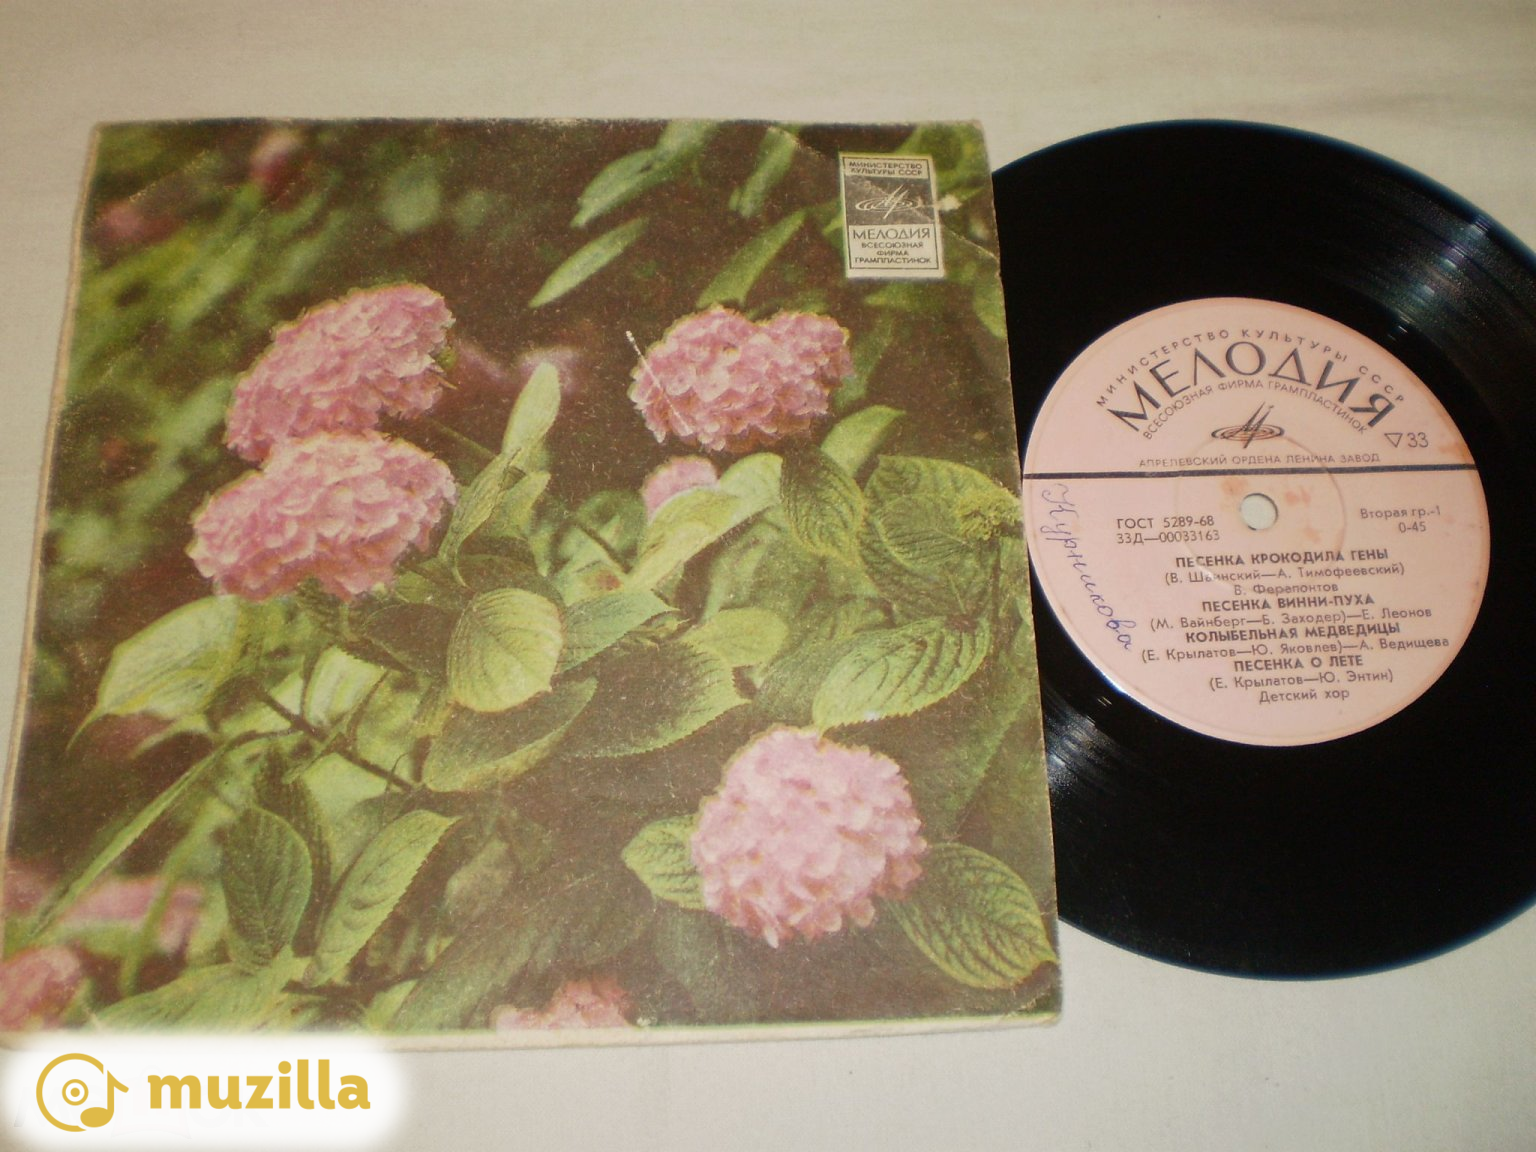 МИНИСТЕРСТВО
КУЛЬТУРЫ СССР
МЕЛОДИЯ
ВСЕСОЮЗНАЯ
ФИРМА
ГРАМПЛАСТИНОК
МИНИСТЕРСТВО КУЛЬТУРЫ СССР
МЕЛОДИЯ
ВСЕСОЮЗНАЯ ФИРМА ГРАМПЛАСТИНОК
33
АПРЕЛЕВСКИЙ ОРДЕНА ЛЕНИНА ЗАВОД
Курникова
ГОСТ 5289-68
33Д—00033163
Вторая гр.-1
0-45
ПЕСЕНКА КРОКОДИЛА ГЕНЫ
(В. Шаинский—А. Тимофеевский)
В. Ферапонтов
ПЕСЕНКА ВИННИ-ПУХА
(М. Вайнберг—Б. Заходер)—Е. Леонов
КОЛЫБЕЛЬНАЯ МЕДВЕДИЦЫ
(Е. Крылатов—Ю. Яковлев)—А. Ведищева
ПЕСЕНКА О ЛЕТЕ
(Е. Крылатов—Ю. Энтин)
Детский хор
muzilla